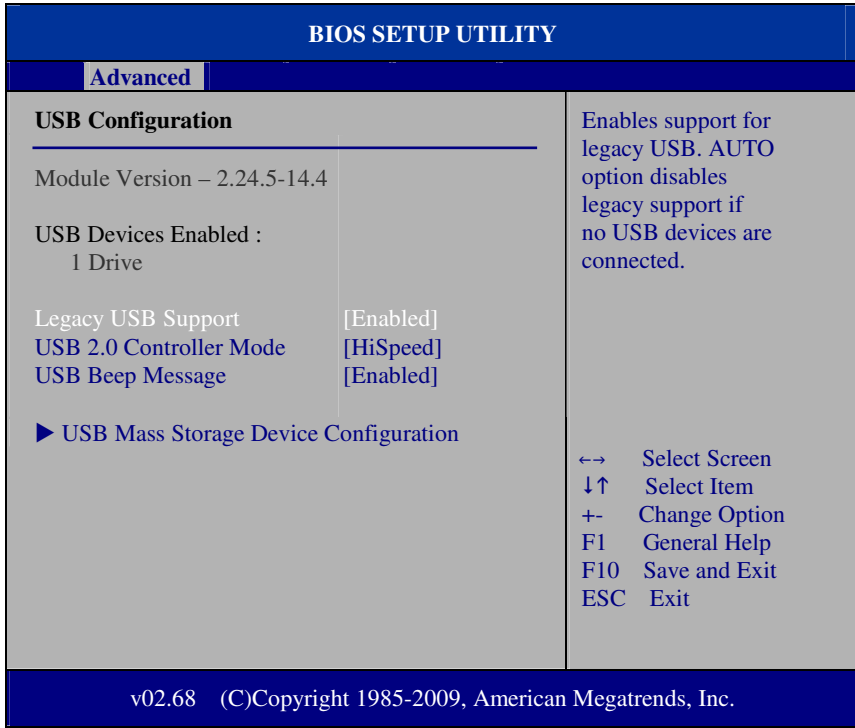 BIOS SETUP UTILITY
Advanced
USB Configuration
Module Version – 2.24.5-14.4
USB Devices Enabled :
1 Drive
Legacy USB Support [Enabled]
USB 2.0 Controller Mode [HiSpeed]
USB Beep Message [Enabled]
▶ USB Mass Storage Device Configuration
Enables support for
legacy USB. AUTO
option disables
legacy support if
no USB devices are
connected.
←→ Select Screen
↓↑ Select Item
+- Change Option
F1 General Help
F10 Save and Exit
ESC Exit
v02.68 (C)Copyright 1985-2009, American Megatrends, Inc.